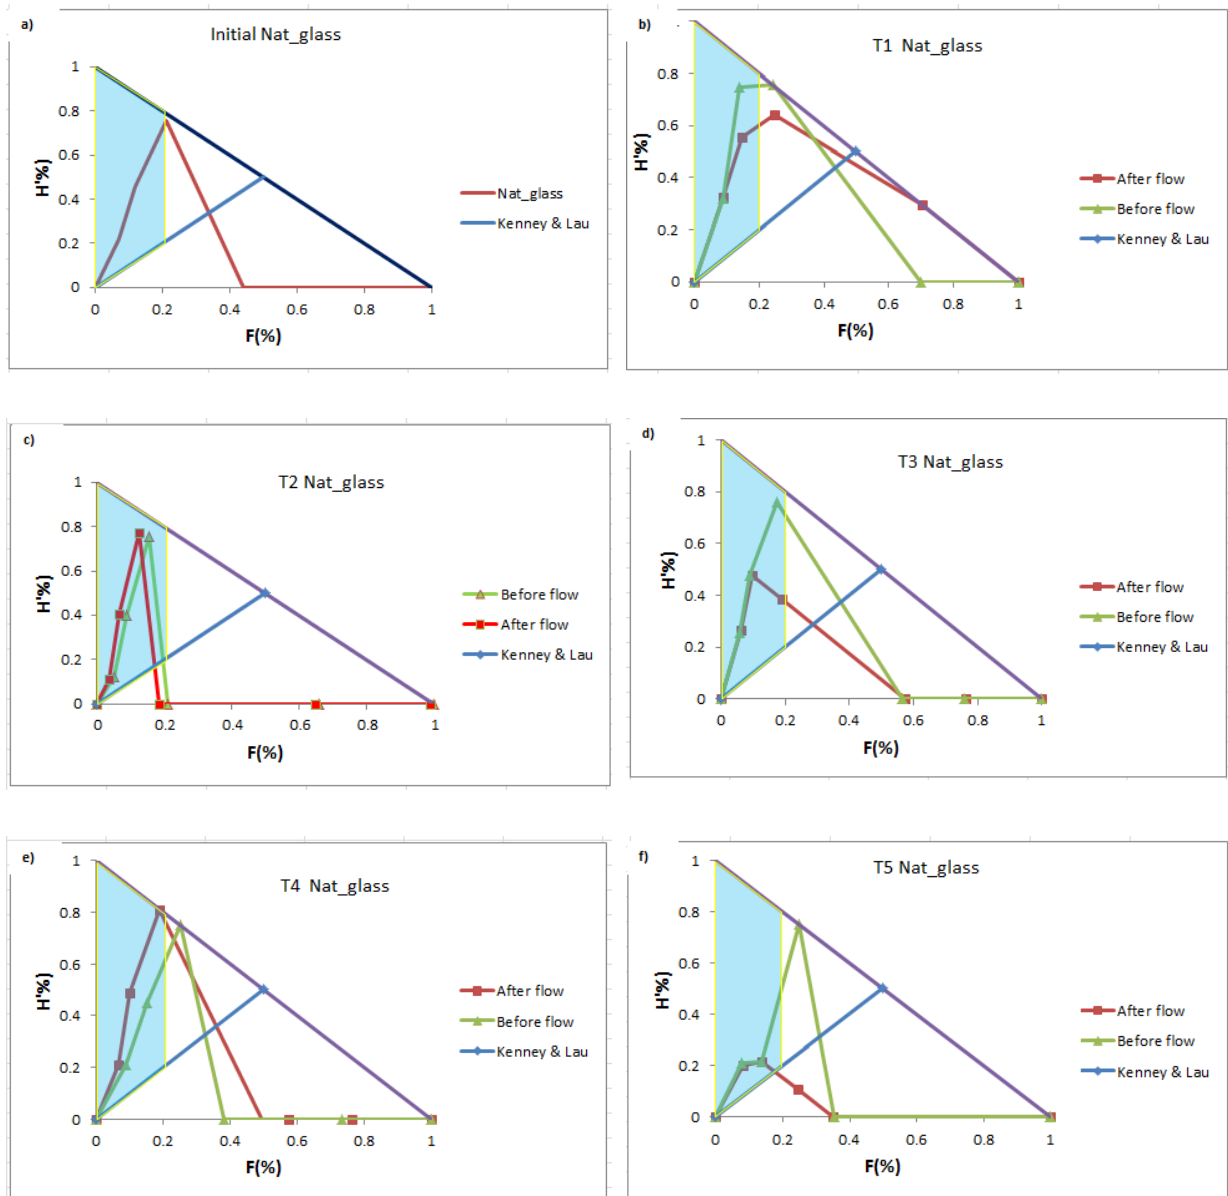 a)
Initial Nat_glass
1
0.8
0.6
0.4
0.2
0
H'%)
0 0.2 0.4 0.6 0.8 1
F(%)
Nat_glass
Kenney & Lau
b)
T1 Nat_glass
0.8
0.6
0.4
0.2
0
H'%)
0 0.2 0.4 0.6 0.8 1
F(%)
After flow
Before flow
Kenney & Lau
c)
T2 Nat_glass
1
0.8
0.6
0.4
0.2
0
H'%)
0 0.2 0.4 0.6 0.8 1
F(%)
Before flow
After flow
Kenney & Lau
d)
T3 Nat_glass
1
0.8
0.6
0.4
0.2
0
H'%)
0 0.2 0.4 0.6 0.8 1
F(%)
After flow
Before flow
Kenney & Lau
e)
T4 Nat_glass
1
0.8
0.6
0.4
0.2
0
H'%)
0 0.2 0.4 0.6 0.8 1
F(%)
After flow
Before flow
Kenney & Lau
f)
T5 Nat_glass
1
0.8
0.6
0.4
0.2
0
H'%)
0 0.2 0.4 0.6 0.8 1
F(%)
After flow
Before flow
Kenney & Lau